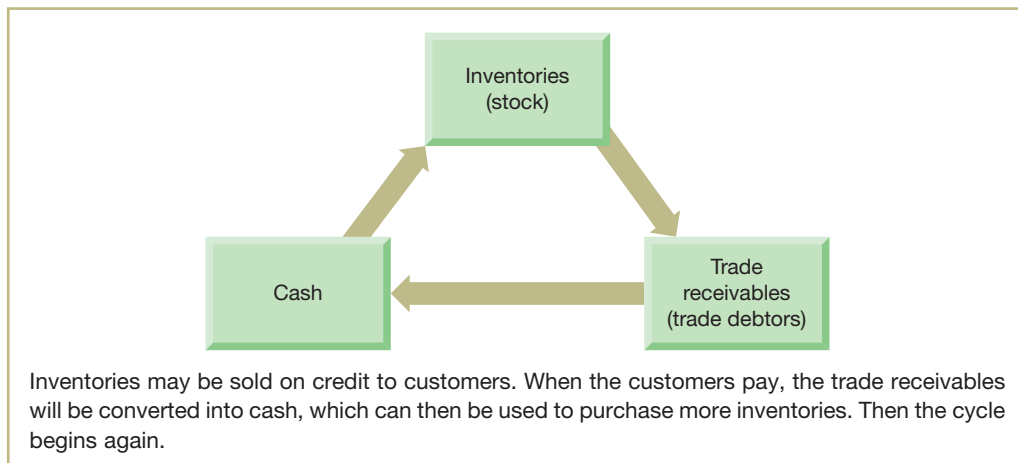 Inventories
(stock)
Cash
Trade
receivables
(trade debtors)
Inventories may be sold on credit to customers. When the customers pay, the trade receivables
will be converted into cash, which can then be used to purchase more inventories. Then the cycle
begins again.